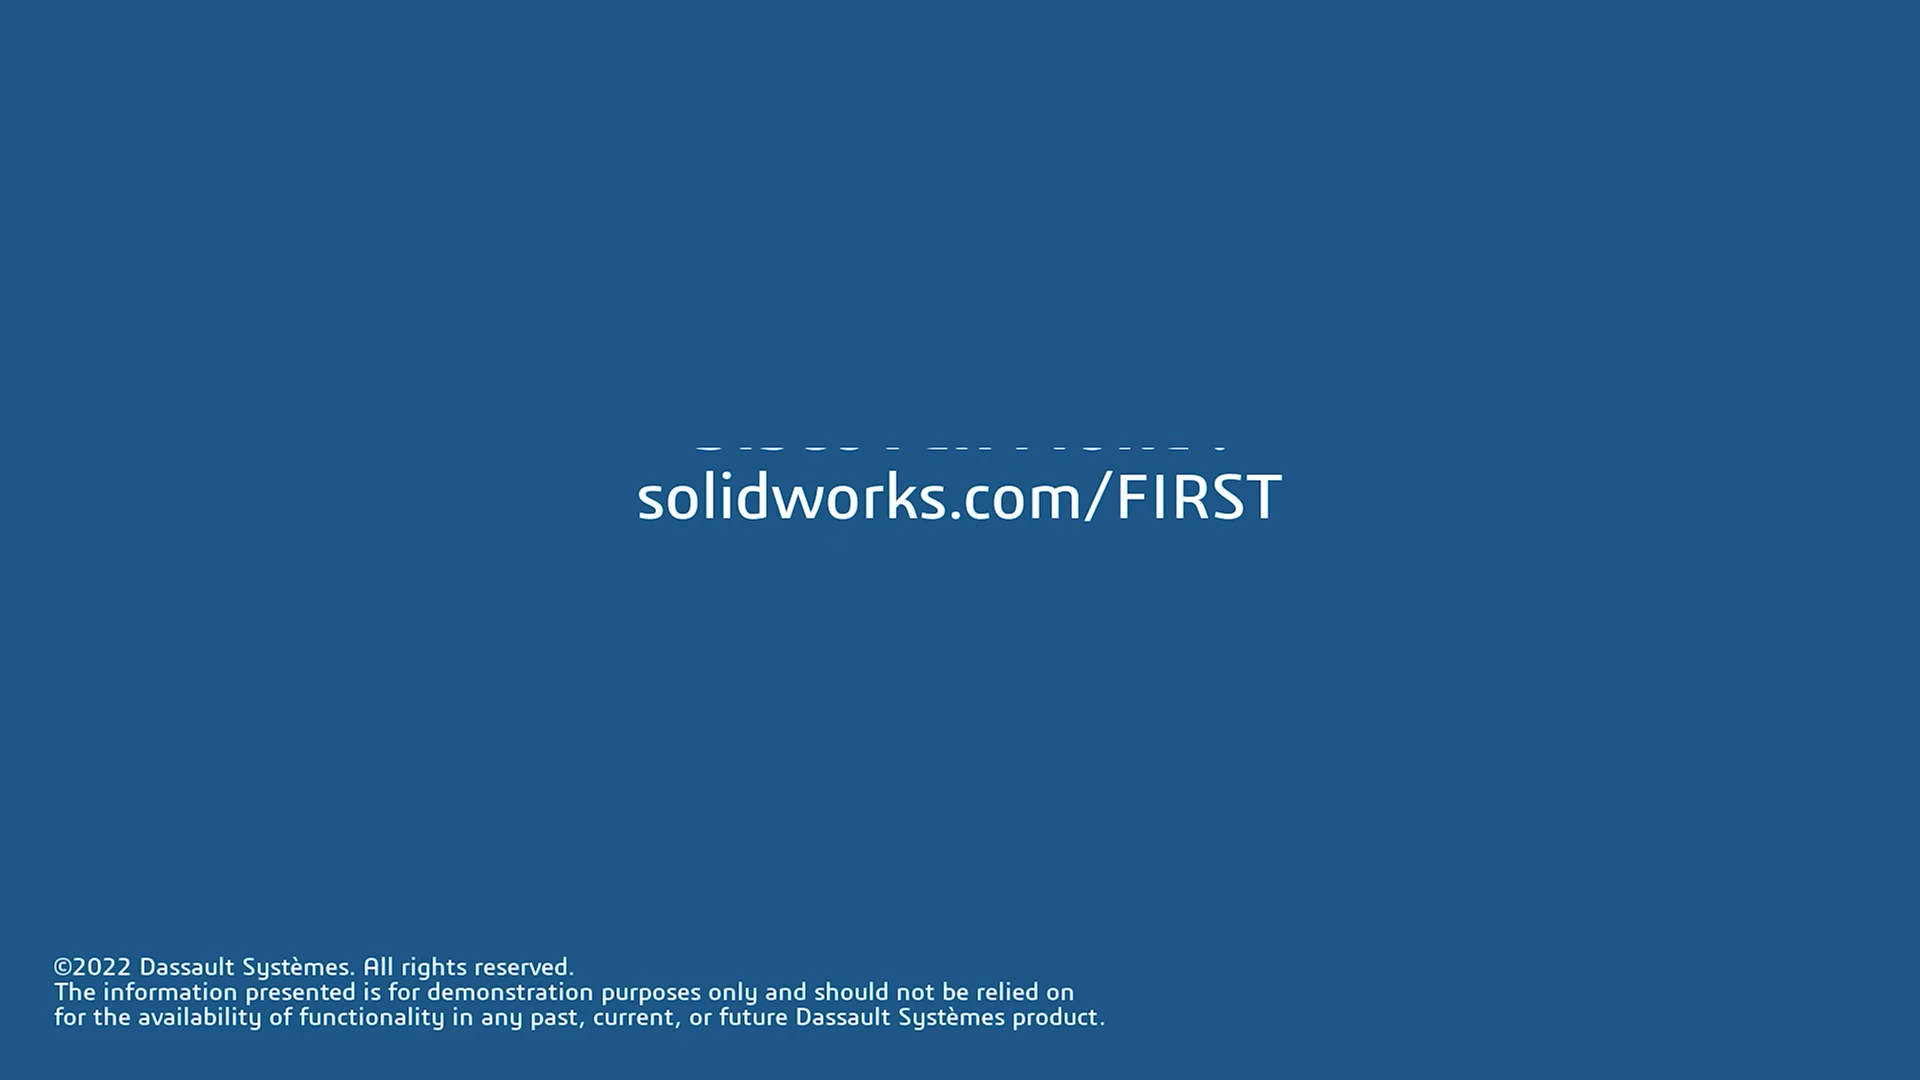 solidworks.com/FIRST
©2022 Dassault Systèmes. All rights reserved.
The information presented is for demonstration purposes only and should not be relied on
for the availability of functionality in any past, current, or future Dassault Systèmes product.